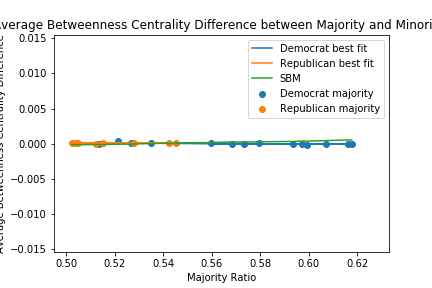 verage Betweenness Centrality Difference between Majority and Minori
0.015
0.010
0.005
0.000
−0.005
−0.010
−0.015
Betweenness Centrality Difference
Democrat best fit
Republican best fit
SBM
Democrat majority
Republican majority
0.50 0.52 0.54 0.56 0.58 0.60 0.62
Majority Ratio